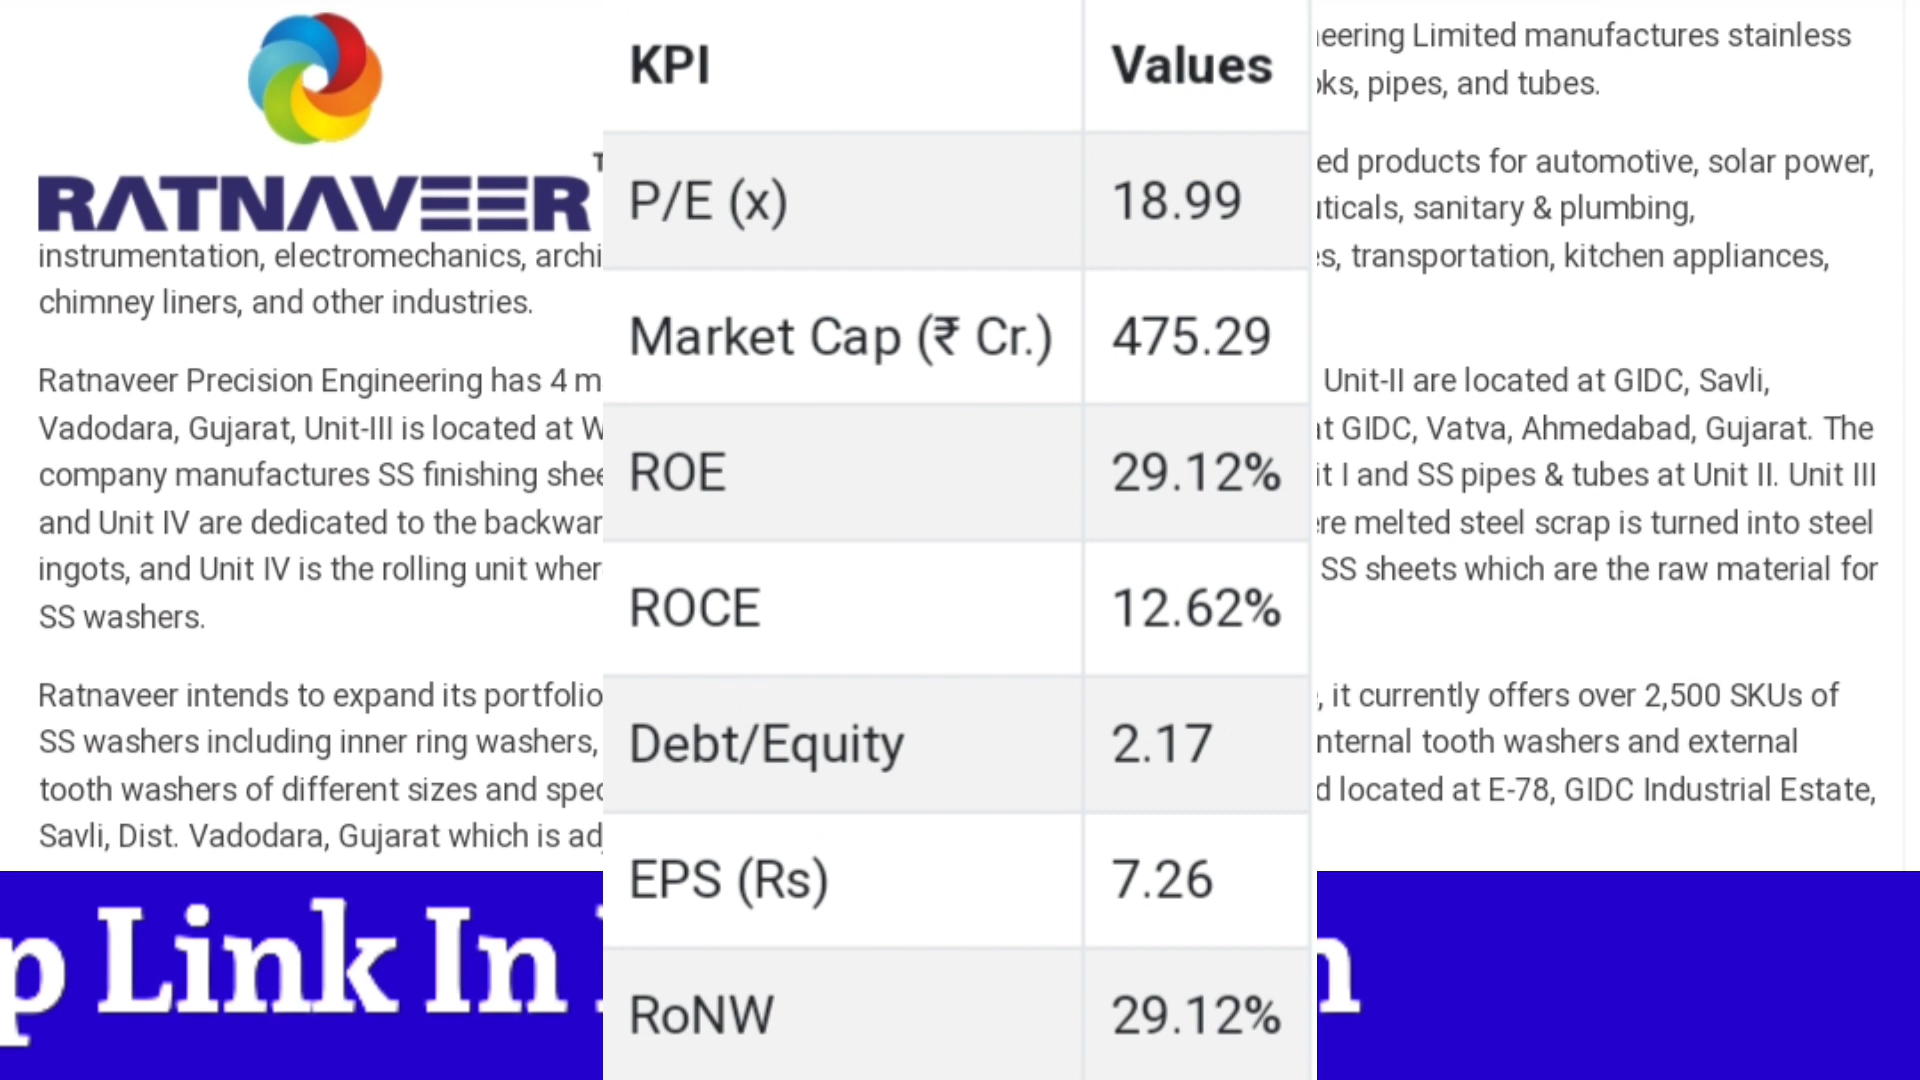 RATNAVEER
instrumentation, electromechanics, archi
chimney liners, and other industries.
Ratnaveer Precision Engineering has 4 m
Vadodara, Gujarat, Unit-III is located at W
company manufactures SS finishing shee
and Unit IV are dedicated to the backwar
ingots, and Unit IV is the rolling unit wher
SS washers.
Ratnaveer intends to expand its portfolio
SS washers including inner ring washers,
tooth washers of different sizes and spec
Savli, Dist. Vadodara, Gujarat which is ad
KPI Values
P/E (x) 18.99
Market Cap (₹ Cr.) 475.29
ROE 29.12%
ROCE 12.62%
Debt/Equity 2.17
EPS (Rs) 7.26
RoNW 29.12%
neering Limited manufactures stainless
oks, pipes, and tubes.
ed products for automotive, solar power,
uticals, sanitary & plumbing,
es, transportation, kitchen appliances,
Unit-II are located at GIDC, Savli,
at GIDC, Vatva, Ahmedabad, Gujarat. The
it I and SS pipes & tubes at Unit II. Unit III
ere melted steel scrap is turned into steel
SS sheets which are the raw material for
, it currently offers over 2,500 SKUs of
nternal tooth washers and external
d located at E-78, GIDC Industrial Estate,
p Link In n